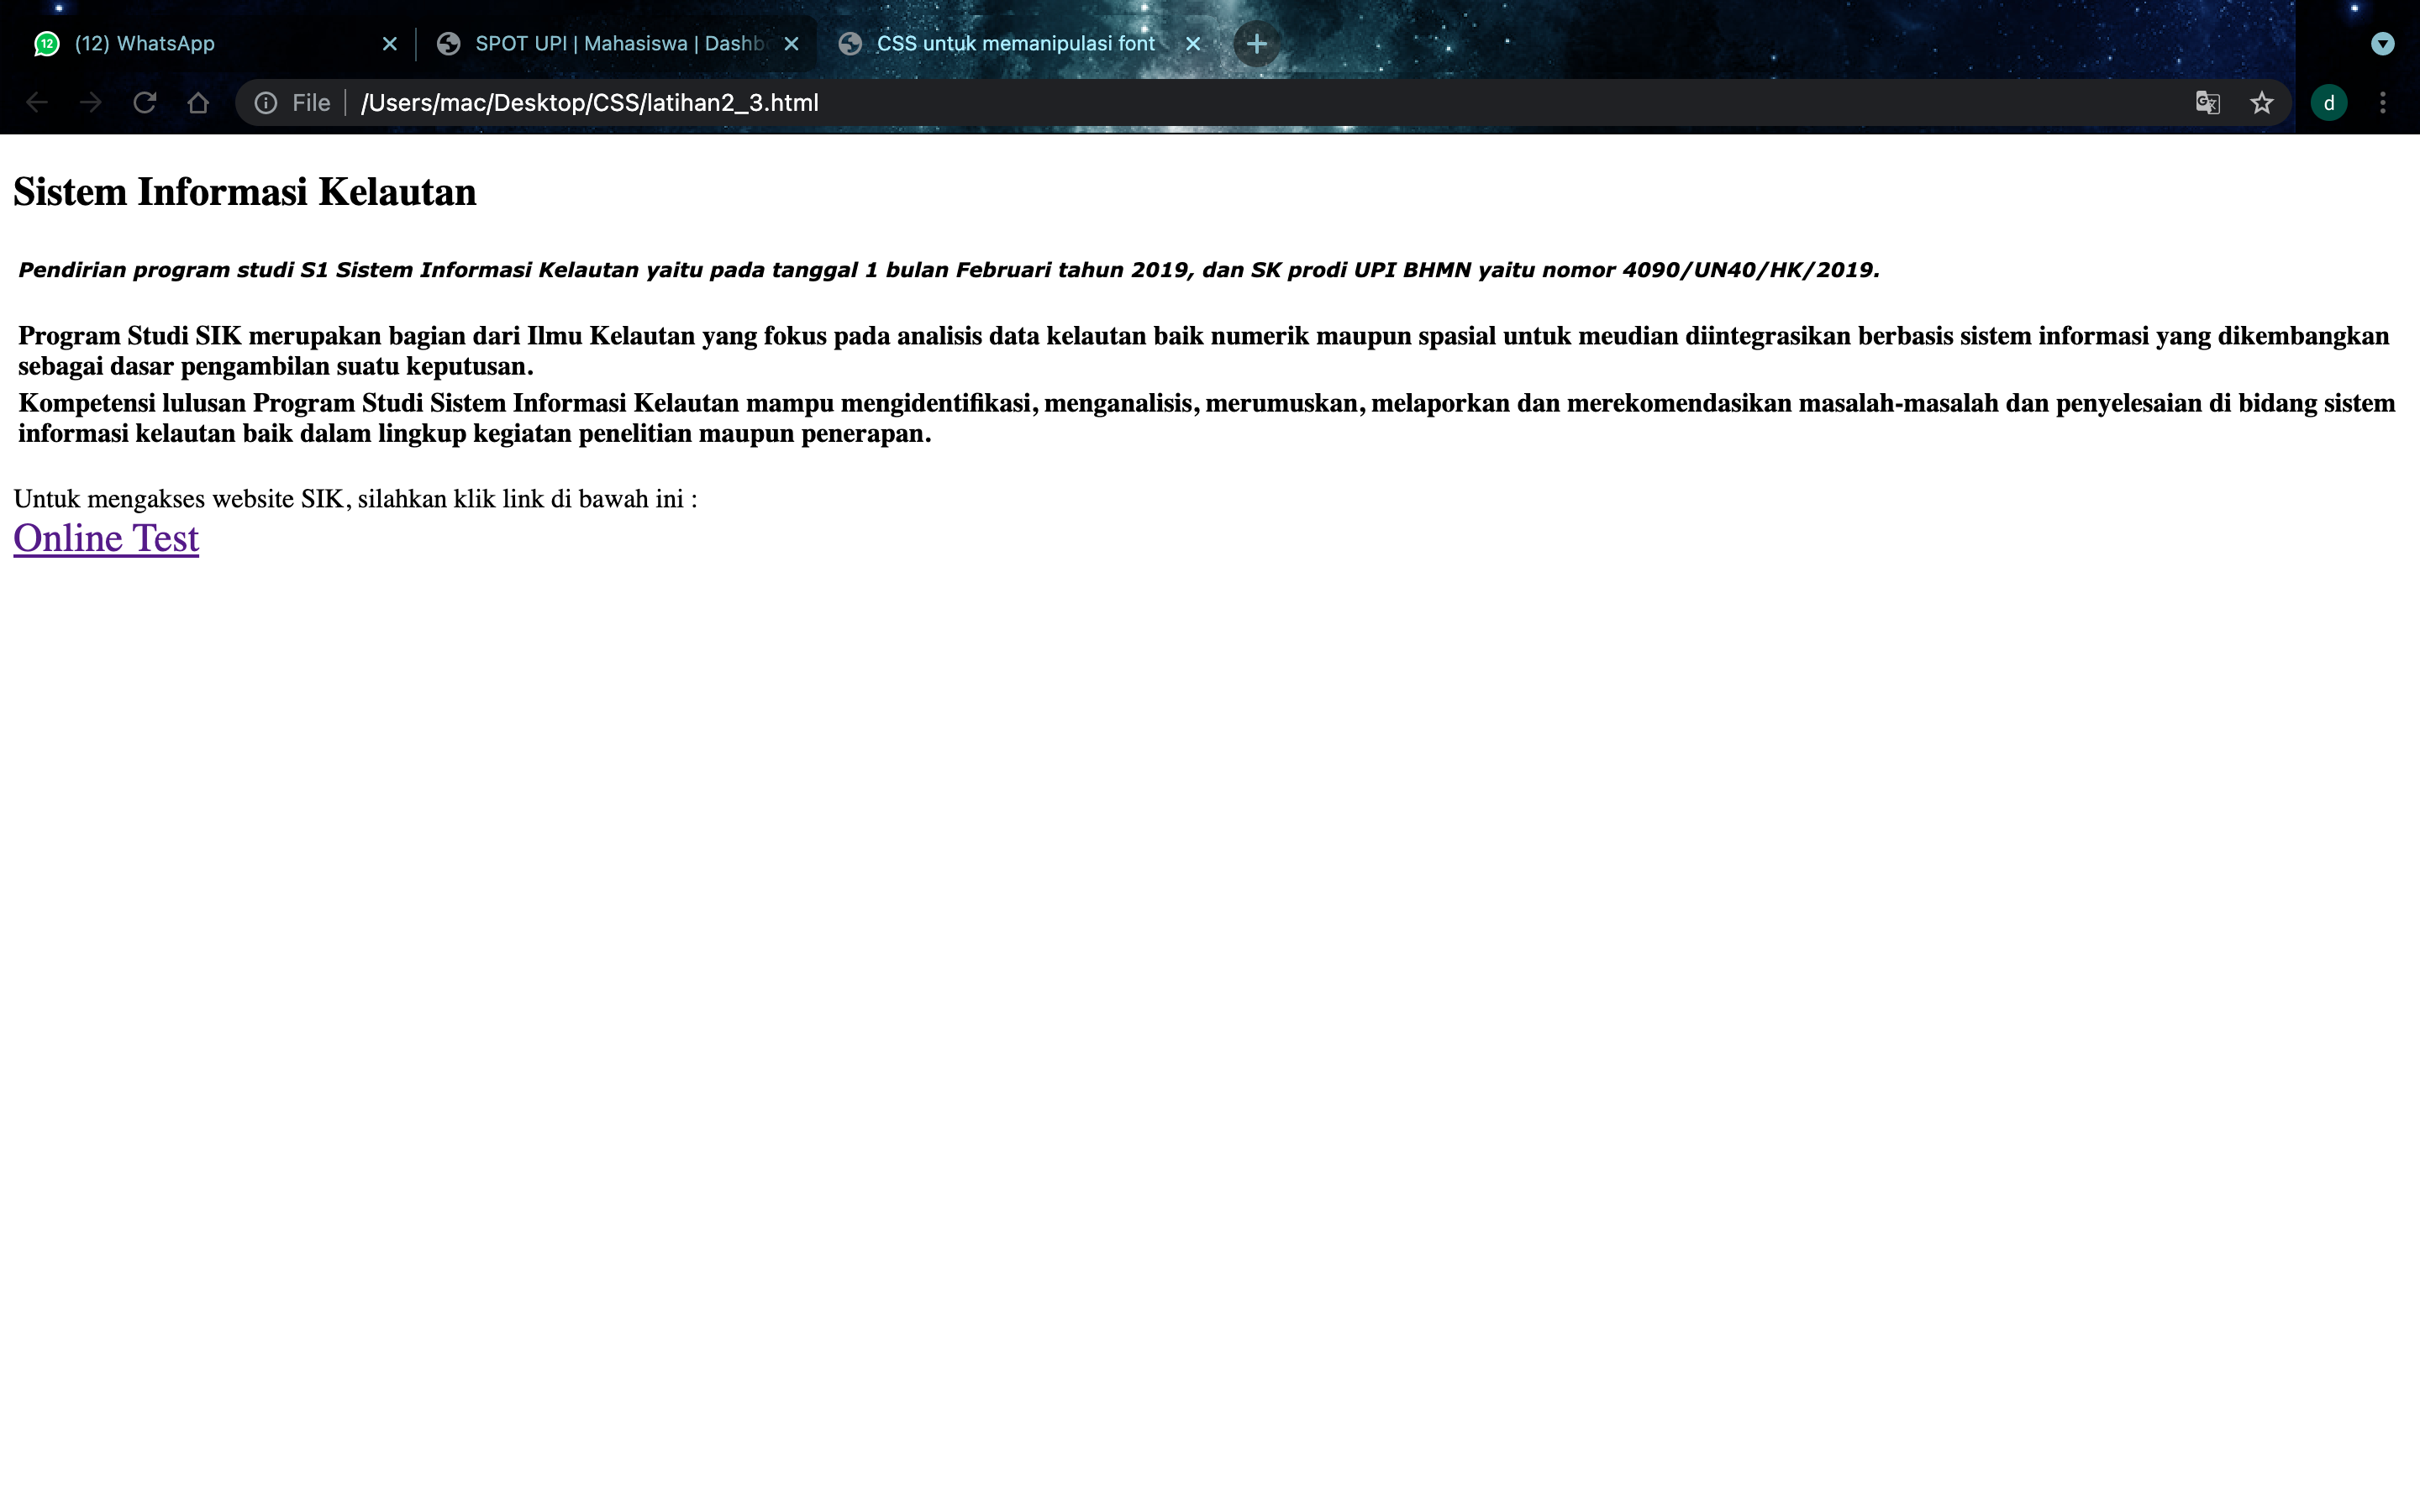 12
(12) WhatsApp
SPOT UPI | Mahasiswa | Dashb
CSS untuk memanipulasi font
File
/Users/mac/Desktop/CSS/latihan2_3.html
d
Sistem Informasi Kelautan
Pendirian program studi S1 Sistem Informasi Kelautan yaitu pada tanggal 1 bulan Februari tahun 2019, dan SK prodi UPI BHMN yaitu nomor 4090/UN40/HK/2019.
Program Studi SIK merupakan bagian dari Ilmu Kelautan yang fokus pada analisis data kelautan baik numerik maupun spasial untuk meudian diintegrasikan berbasis sistem informasi yang dikembangkan
sebagai dasar pengambilan suatu keputusan.
Kompetensi lulusan Program Studi Sistem Informasi Kelautan mampu mengidentifikasi, menganalisis, merumuskan, melaporkan dan merekomendasikan masalah-masalah dan penyelesaian di bidang sistem
informasi kelautan baik dalam lingkup kegiatan penelitian maupun penerapan.
Untuk mengakses website SIK, silahkan klik link di bawah ini :
Online Test